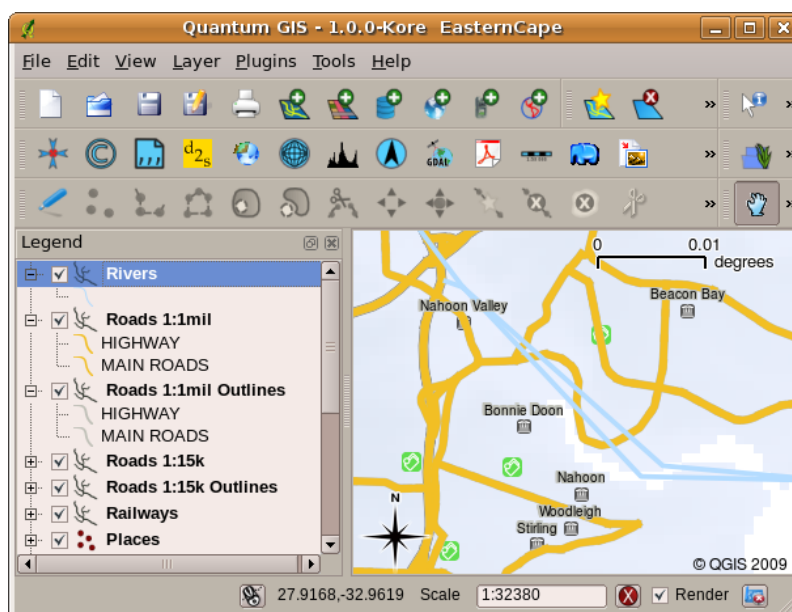 Quantum GIS - 1.0.0-Kore EasternCape
File Edit View Layer Plugins Tools Help
d2s
GDAL
Legend
Rivers
Roads 1:1mil
HIGHWAY
MAIN ROADS
Roads 1:1mil Outlines
HIGHWAY
MAIN ROADS
Roads 1:15k
Roads 1:15k Outlines
Railways
Places
0 0.01
degrees
Beacon Bay
Nahoon Valley
Bonnie Doon
Nahoon
Woodleigh
Stirling
N
© QGIS 2009
27.9168,-32.9619 Scale 1:32380 Render